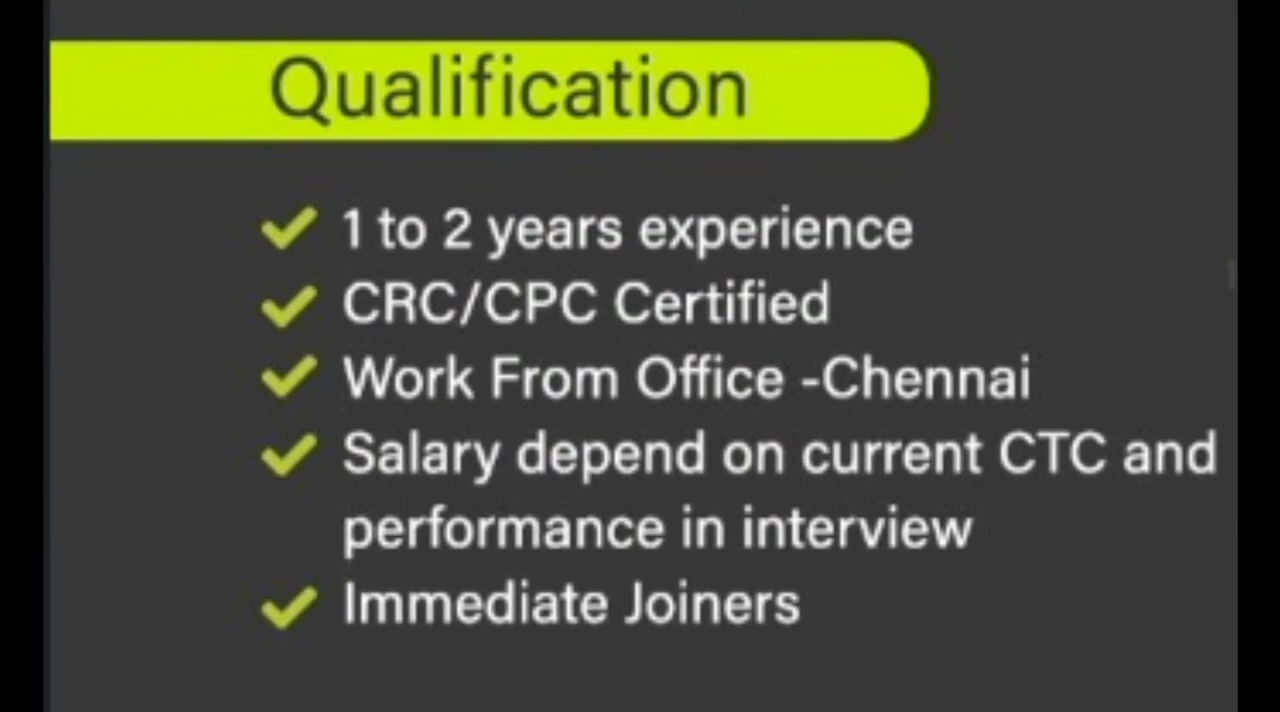 Qualification
1 to 2 years experience
CRC/CPC Certified
Work From Office -Chennai
Salary depend on current CTC and
performance in interview
Immediate Joiners